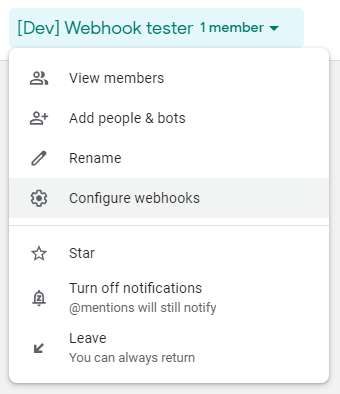 [Dev] Webhook tester 1 member
View members
Add people & bots
Rename
Configure webhooks
Star
Turn off notifications
@mentions will still notify
Leave
You can always return